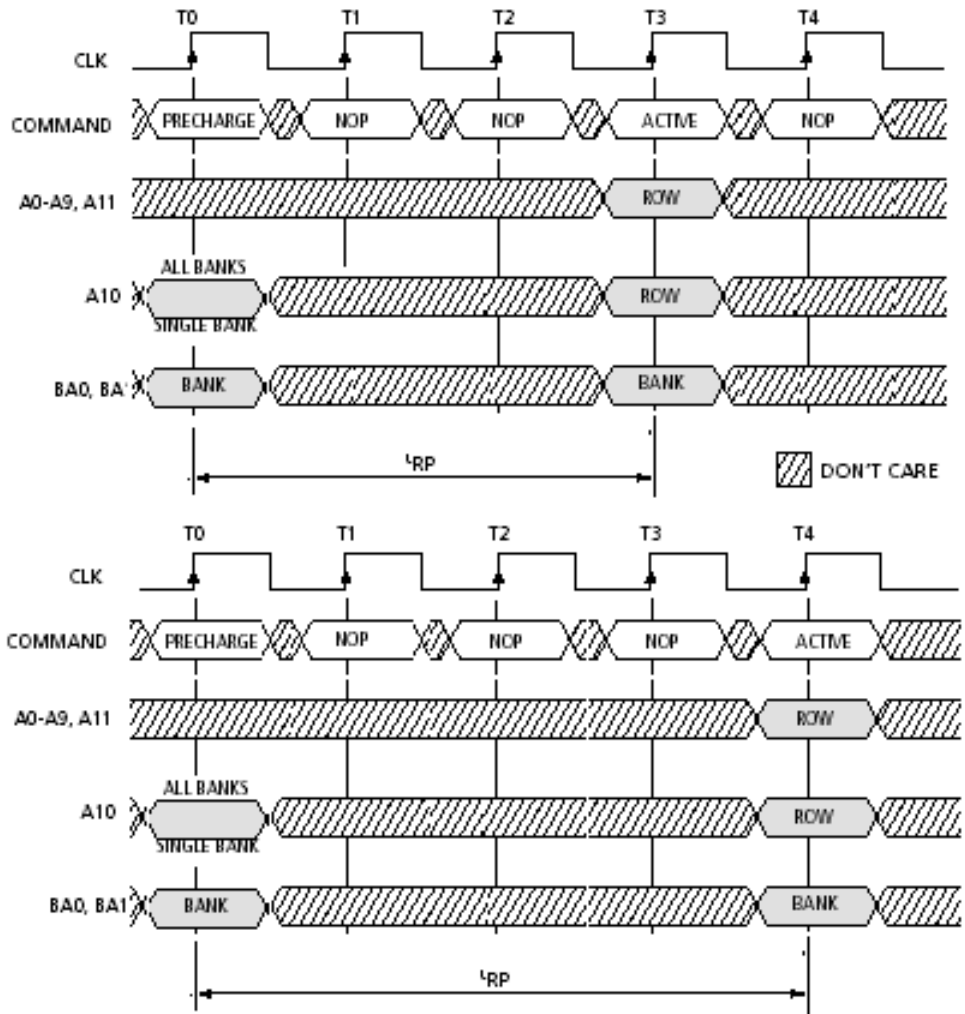 T0 T1 T2 T3 T4
CLK
COMMAND PRECHARGE NOP NOP ACTIVE NOP
A0-A9, A11 ROW
ALL BANKS
A10 ROW
SINGLE BANK
BA0, BA BANK BANK
tRP
DON'T CARE
T0 T1 T2 T3 T4
CLK
COMMAND PRECHARGE NOP NOP NOP ACTIVE
A0-A9, A11 ROW
ALL BANKS
A10 ROW
SINGLE BANK
BA0, BA1 BANK BANK
tRP